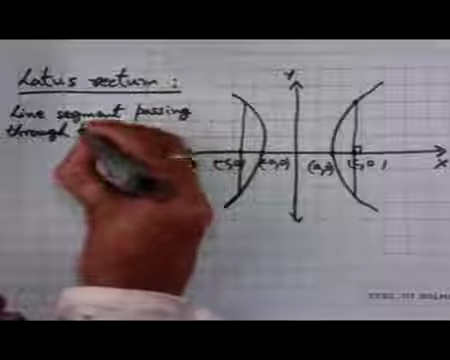 Latus rectum :
Line segment passing
through
Y
(-c,0) (-a,0) (a,0) (c,0)
X